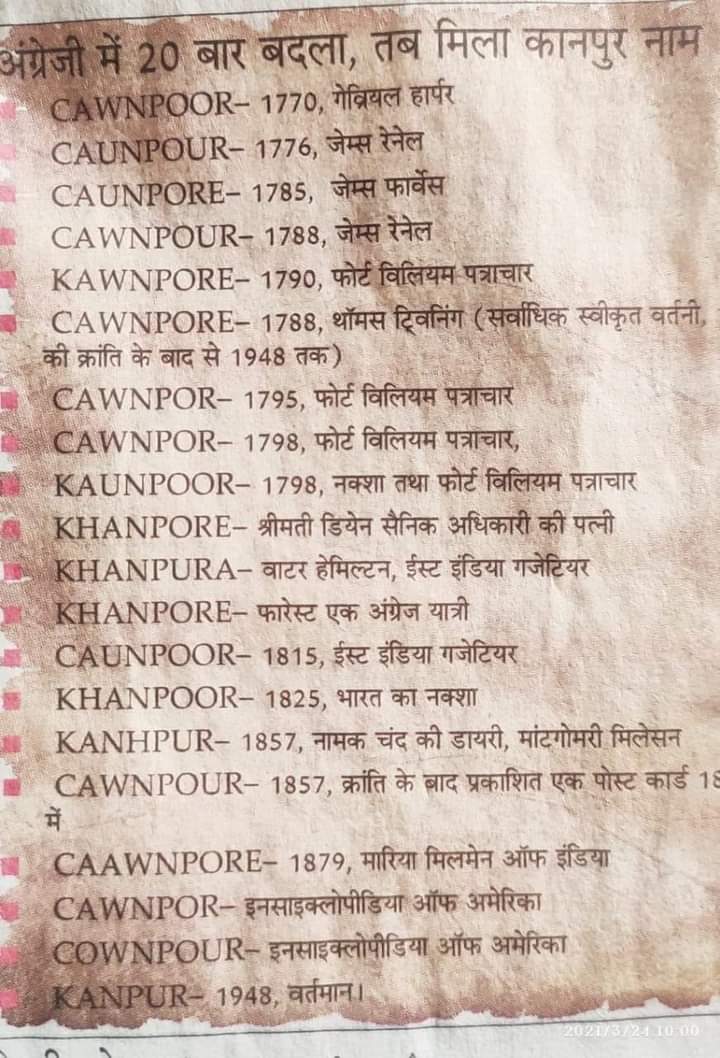 अंग्रेजी में 20 बार बदला, तब मिला कानपुर नाम
CAWNPOOR– 1770, गेव्रियल हार्पर
CAUNPOUR– 1776, जेम्स रेनेल
CAUNPORE– 1785, जेम्स फार्वेस
CAWNPOUR– 1788, जेम्स रेनेल
KAWNPORE– 1790, फोर्ट विलियम पत्राचार
CAWNPORE– 1788, थॉमस ट्विनिंग (सर्वाधिक स्वीकृत वर्तनी,
की क्रांति के बाद से 1948 तक)
CAWNPOR– 1795, फोर्ट विलियम पत्राचार
CAWNPOR– 1798, फोर्ट विलियम पत्राचार,
KAUNPOOR– 1798, नक्शा तथा फोर्ट विलियम पत्राचार
KHANPORE– श्रीमती डियेन सैनिक अधिकारी की पत्नी
KHANPURA– वाटर हेमिल्टन, ईस्ट इंडिया गजेटियर
KHANPORE– फारेस्ट एक अंग्रेज यात्री
CAUNPOOR– 1815, ईस्ट इंडिया गजेटियर
KHANPOOR– 1825, भारत का नक्शा
KANHPUR– 1857, नामक चंद की डायरी, मांटगोमरी मिलेसन
CAWNPOUR– 1857, क्रांति के बाद प्रकाशित एक पोस्ट कार्ड 18
में
CAAWNPORE– 1879, मारिया मिलमेन ऑफ इंडिया
CAWNPOR– इनसाइक्लोपीडिया ऑफ अमेरिका
COWNPOUR– इनसाइक्लोपीडिया ऑफ अमेरिका
KANPUR– 1948, वर्तमान।
2021/3/24 10:00